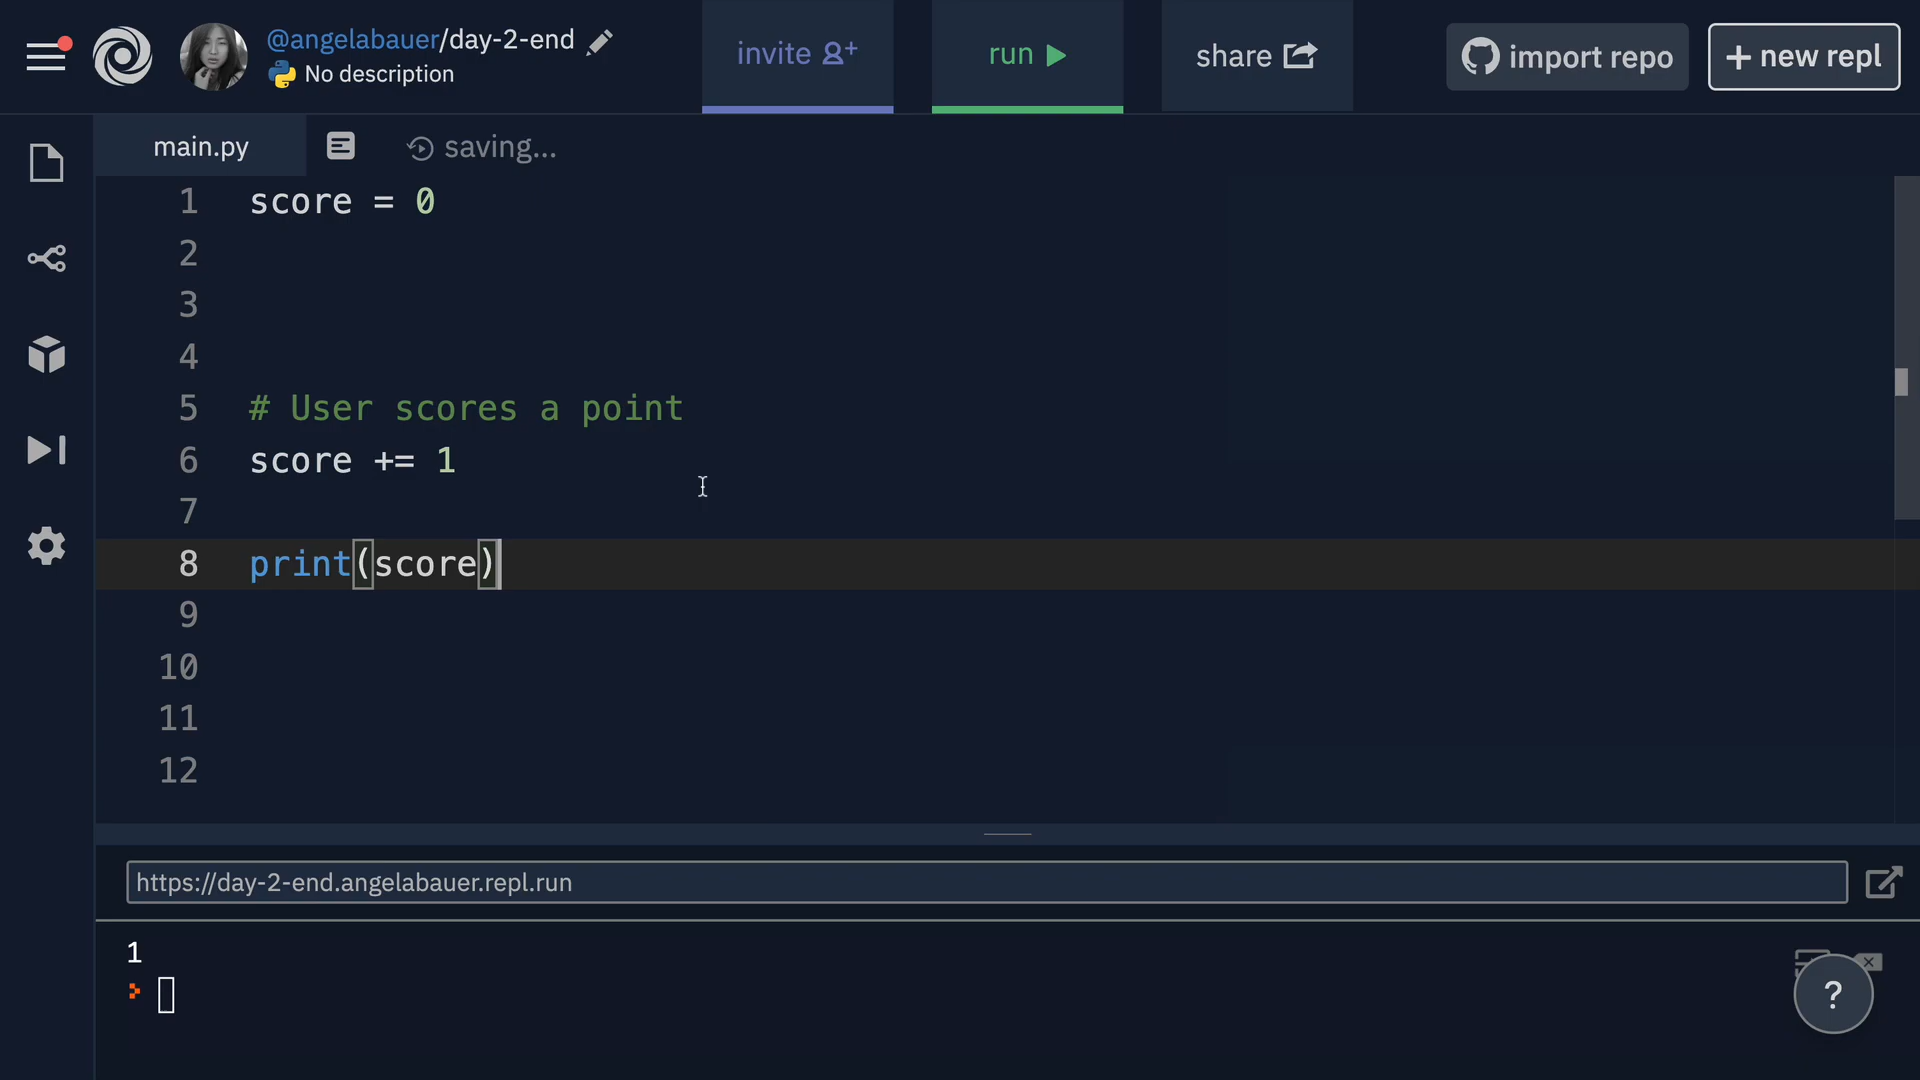 @angelabauer/day-2-end
No description
invite
run
share
import repo
+ new repl
main.py
saving...
1 score = 0
2
3
4
5 # User scores a point
6 score += 1
7
8 print(score)
9
10
11
12
https://day-2-end.angelabauer.repl.run
1
?